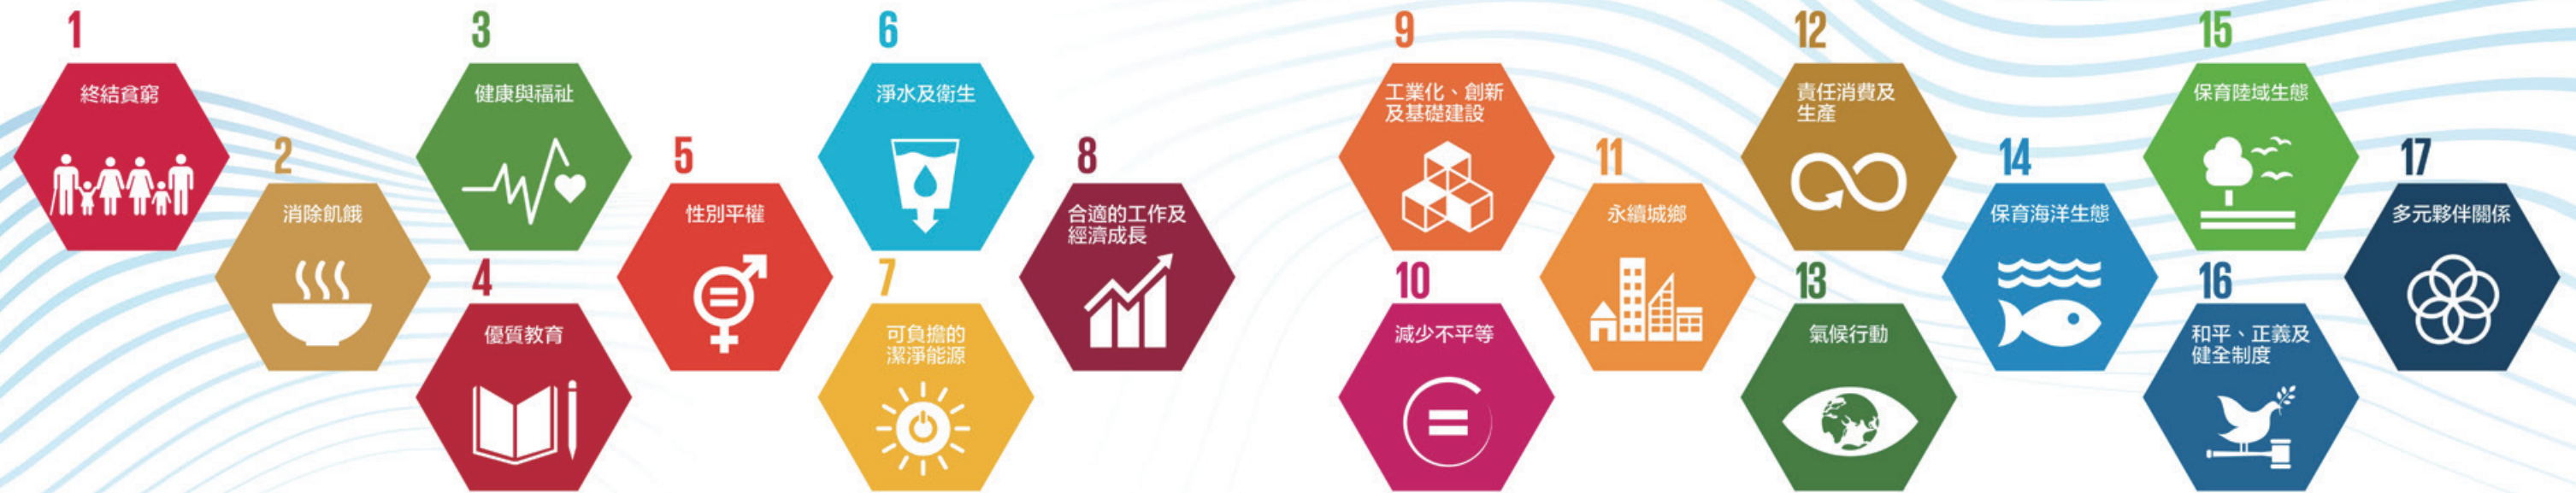 1
終結貧窮
2
消除飢餓
3
健康與福祉
4
優質教育
5
性別平權
6
淨水及衛生
7
可負擔的
潔淨能源
8
合適的工作及
經濟成長
9
工業化、創新
及基礎建設
10
減少不平等
11
永續城鄉
12
責任消費及
生產
13
氣候行動
14
保育海洋生態
15
保育陸域生態
16
和平、正義及
健全制度
17
多元夥伴關係